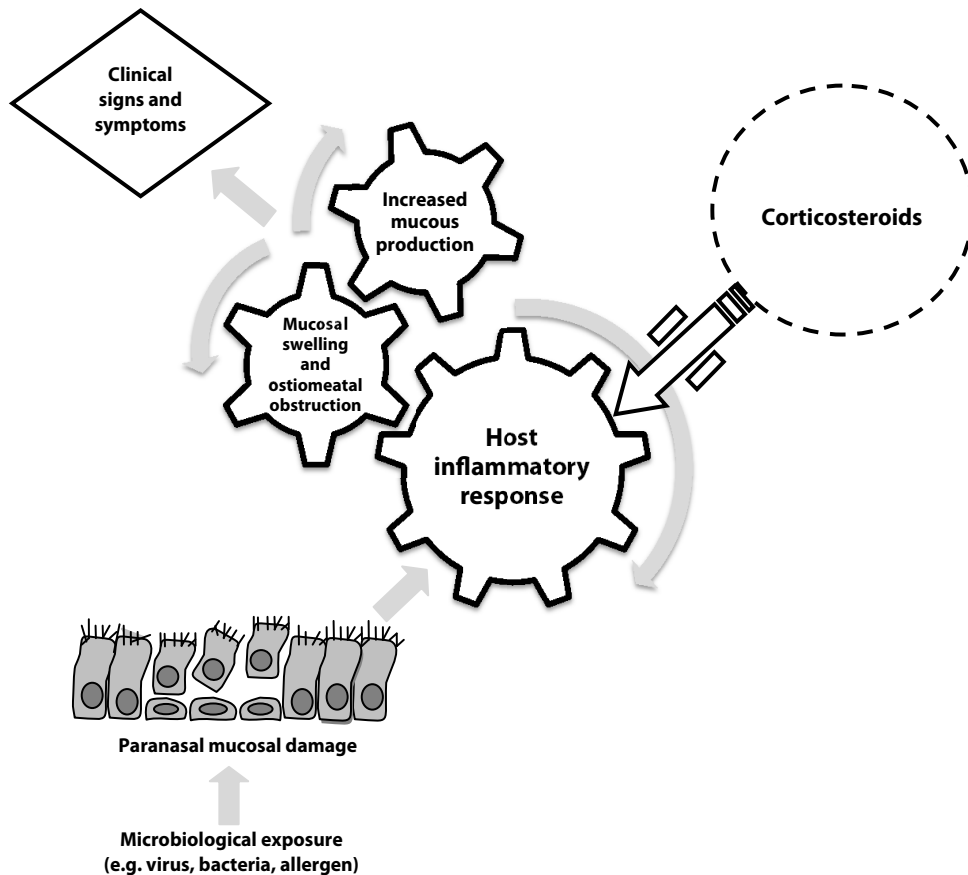 Clinical
signs and
symptoms
Increased
mucous
production
Corticosteroids
Mucosal
swelling
and
ostiomeatal
obstruction
Host
inflammatory
response
Paranasal mucosal damage
Microbiological exposure
(e.g. virus, bacteria, allergen)